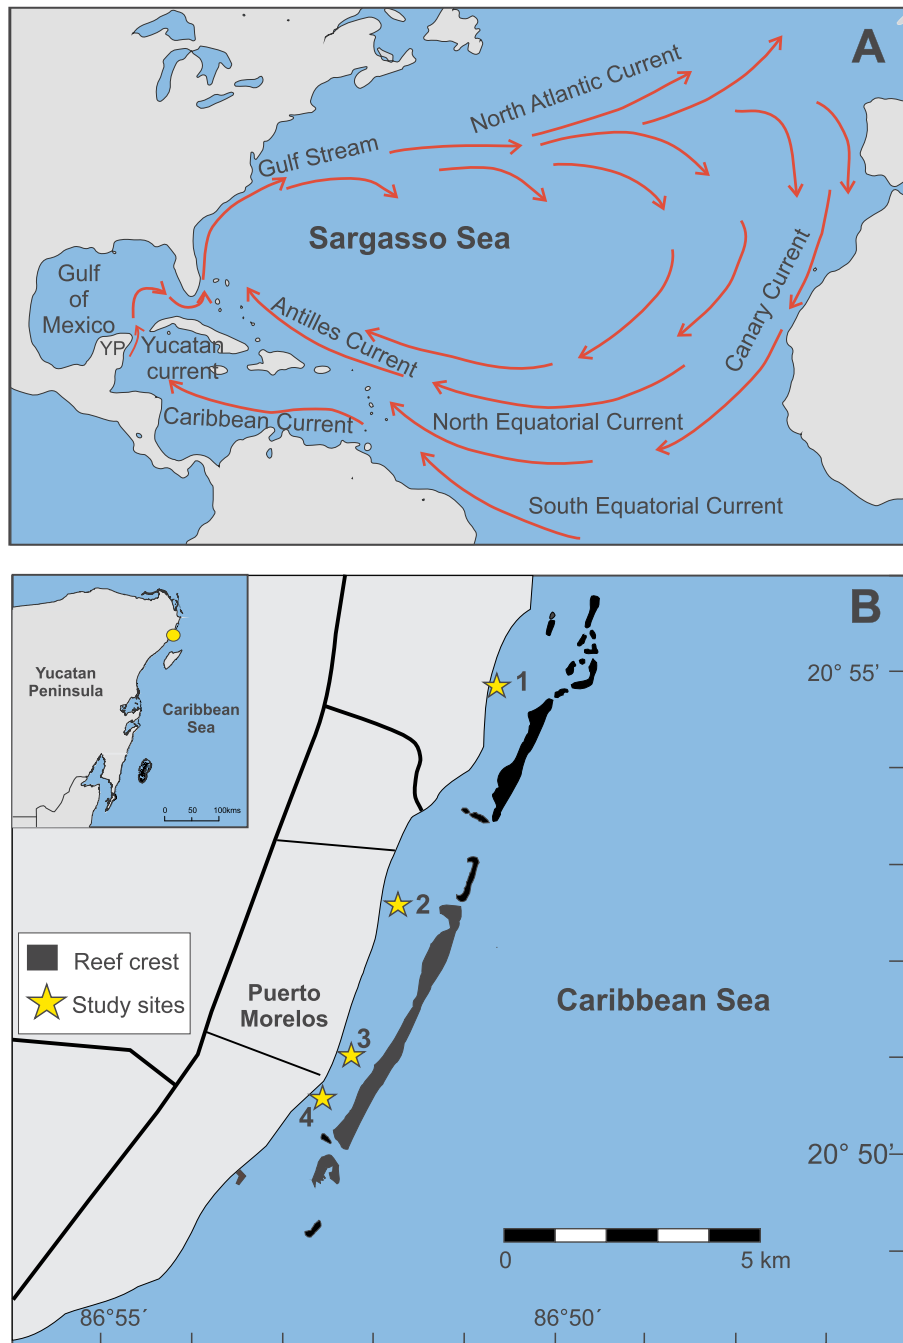 A
North Atlantic Current
Gulf Stream
Sargasso Sea
Gulf
of
Mexico
Canary Current
Antilles Current
YP
Yucatan
current
Caribbean Current
North Equatorial Current
South Equatorial Current
B
Yucatan
Peninsula
Caribbean
Sea
0 50 100kms
1
20° 55'
2
Reef crest
Study sites
Puerto
Morelos
Caribbean Sea
3
4
20° 50'
0 5 km
86°55´ 86°50´